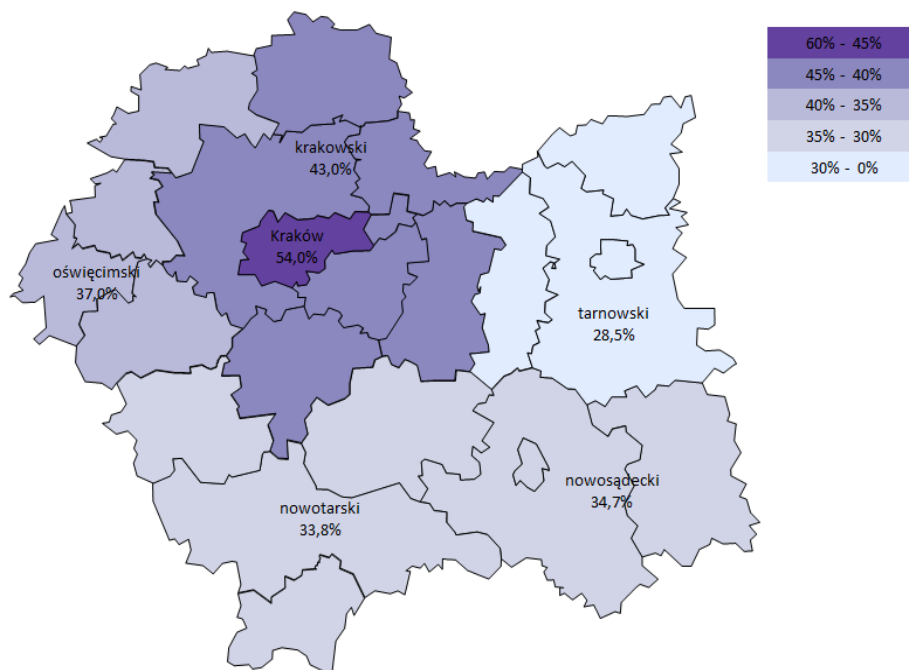 60% - 45%
45% - 40%
40% - 35%
35% - 30%
30% - 0%
krakowski
43,0%
Kraków
54,0%
oświęcimski
37,0%
tarnowski
28,5%
nowosądecki
34,7%
nowotarski
33,8%